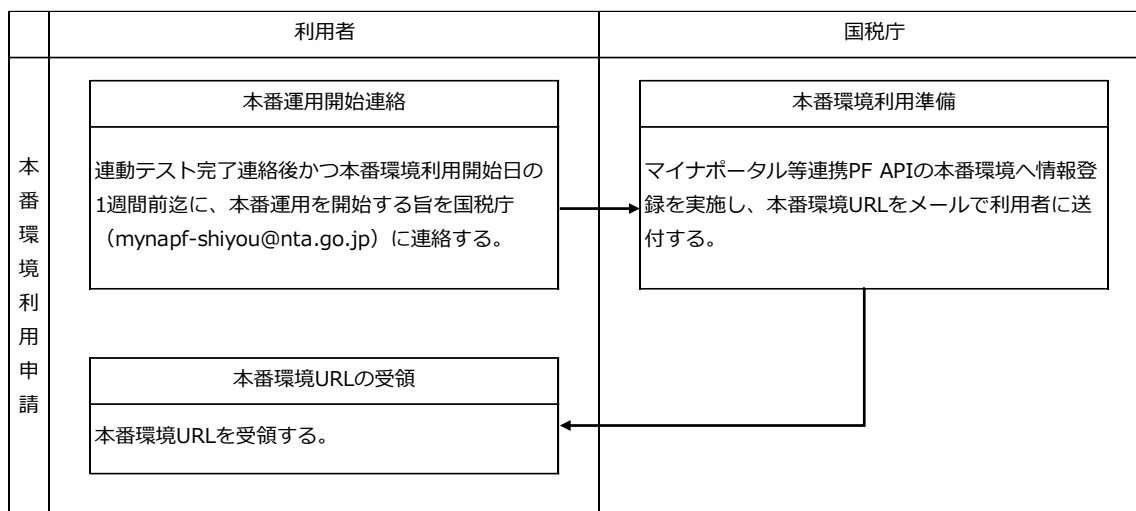 利用者
国税庁
本番環境利用申請
本番運用開始連絡
連動テスト完了連絡後かつ本番環境利用開始日の
1週間前迄に、本番運用を開始する旨を国税庁
（mynapf-shiyou@nta.go.jp）に連絡する。
本番環境利用準備
マイナポータル等連携PF APIの本番環境へ情報登
録を実施し、本番環境URLをメールで利用者に送
付する。
本番環境URLの受領
本番環境URLを受領する。